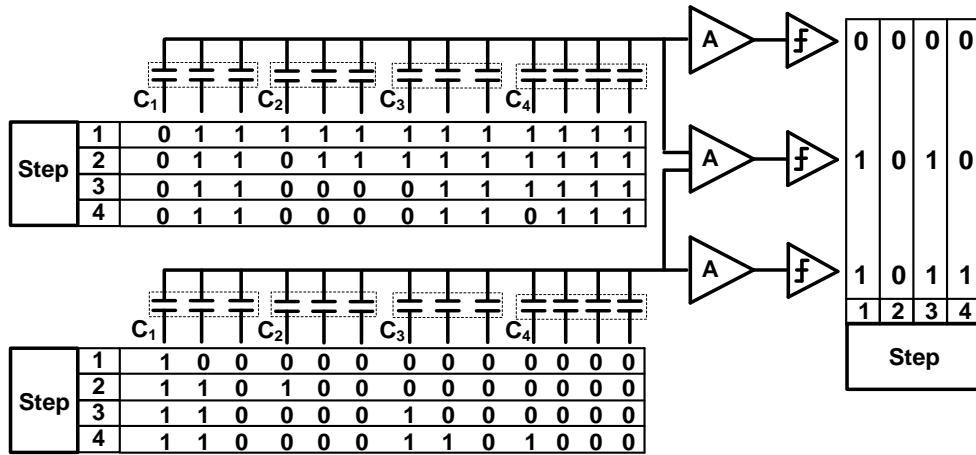 A
0 0 0 0
C1 C2 C3 C4
Step
1 0 1 1 1 1 1 1 1 1 1 1 1 1
2 0 1 1 0 1 1 1 1 1 1 1 1 1
3 0 1 1 0 0 0 0 1 1 1 1 1 1
4 0 1 1 0 0 0 0 1 1 0 1 1 1
A
1 0 1 0
A
1 0 1 1
1 2 3 4
Step
C1 C2 C3 C4
Step
1 1 0 0 0 0 0 0 0 0 0 0 0 0
2 1 1 0 1 0 0 0 0 0 0 0 0 0
3 1 1 0 0 0 0 1 0 0 0 0 0 0
4 1 1 0 0 0 0 1 1 0 1 0 0 0